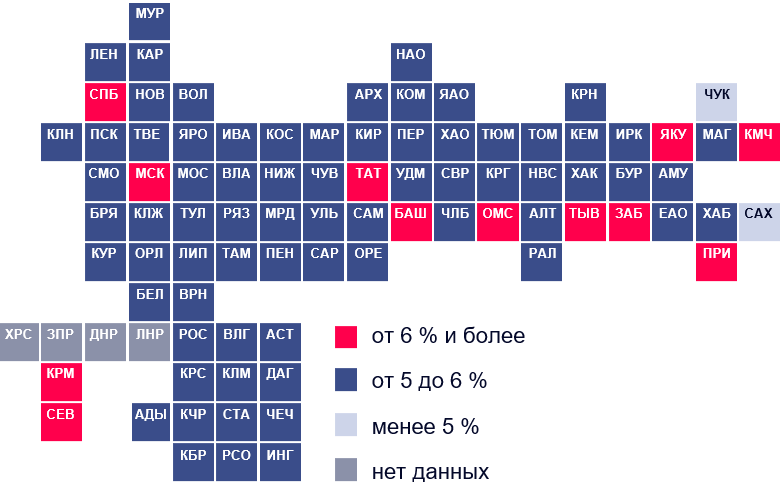 МУР
ЛЕН КАР НАО
СПБ НОВ ВОЛ АРХ КОМ ЯАО КРН ЧУК
КЛН ПСК ТВЕ ЯРО ИВА КОС МАР КИР ПЕР ХАО ТЮМ ТОМ КЕМ ИРК ЯКУ МАГ КМЧ
СМО МСК МОС ВЛА НИЖ ЧУВ ТАТ УДМ СВР КРГ НВС ХАК БУР АМУ
БРЯ КЛЖ ТУЛ РЯЗ МРД УЛЬ САМ БАШ ЧЛБ ОМС АЛТ ТЫВ ЗАБ ЕАО ХАБ САХ
КУР ОРЛ ЛИП ТАМ ПЕН САР ОРЕ РАЛ ПРИ
БЕЛ ВРН
ХРС ЗПР ДНР ЛНР РОС ВЛГ АСТ
КРМ КРС КЛМ ДАГ
СЕВ АДЫ КЧР СТА ЧЕЧ
КБР РСО ИНГ
от 6 % и более
от 5 до 6 %
менее 5 %
нет данных